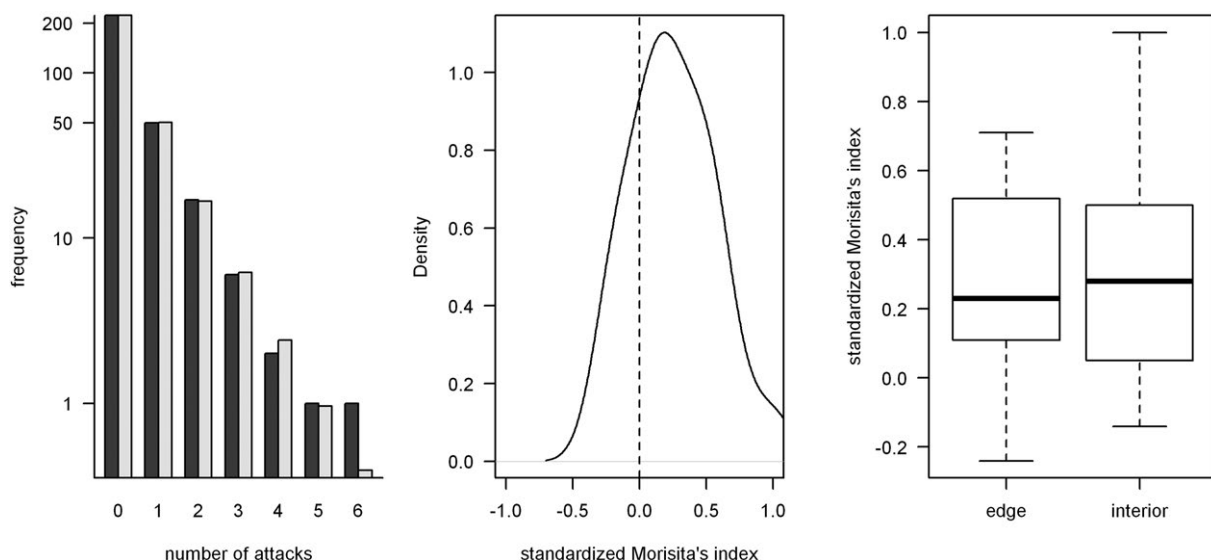 200
100
50
10
1
frequency
0 1 2 3 4 5 6
number of attacks
1.0
0.8
0.6
0.4
0.2
0.0
Density
-1.0 -0.5 0.0 0.5 1.0
standardized Morisita's index
1.0
0.8
0.6
0.4
0.2
0.0
-0.2
standardized Morisita's index
edge interior